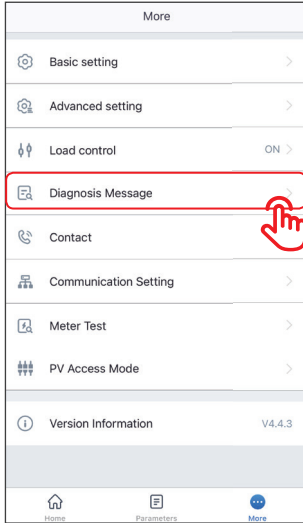 More
Basic setting
Advanced setting
Load control ON
Diagnosis Message
Contact
Communication Setting
Meter Test
PV Access Mode
Version Information V4.4.3
Home Parameters More